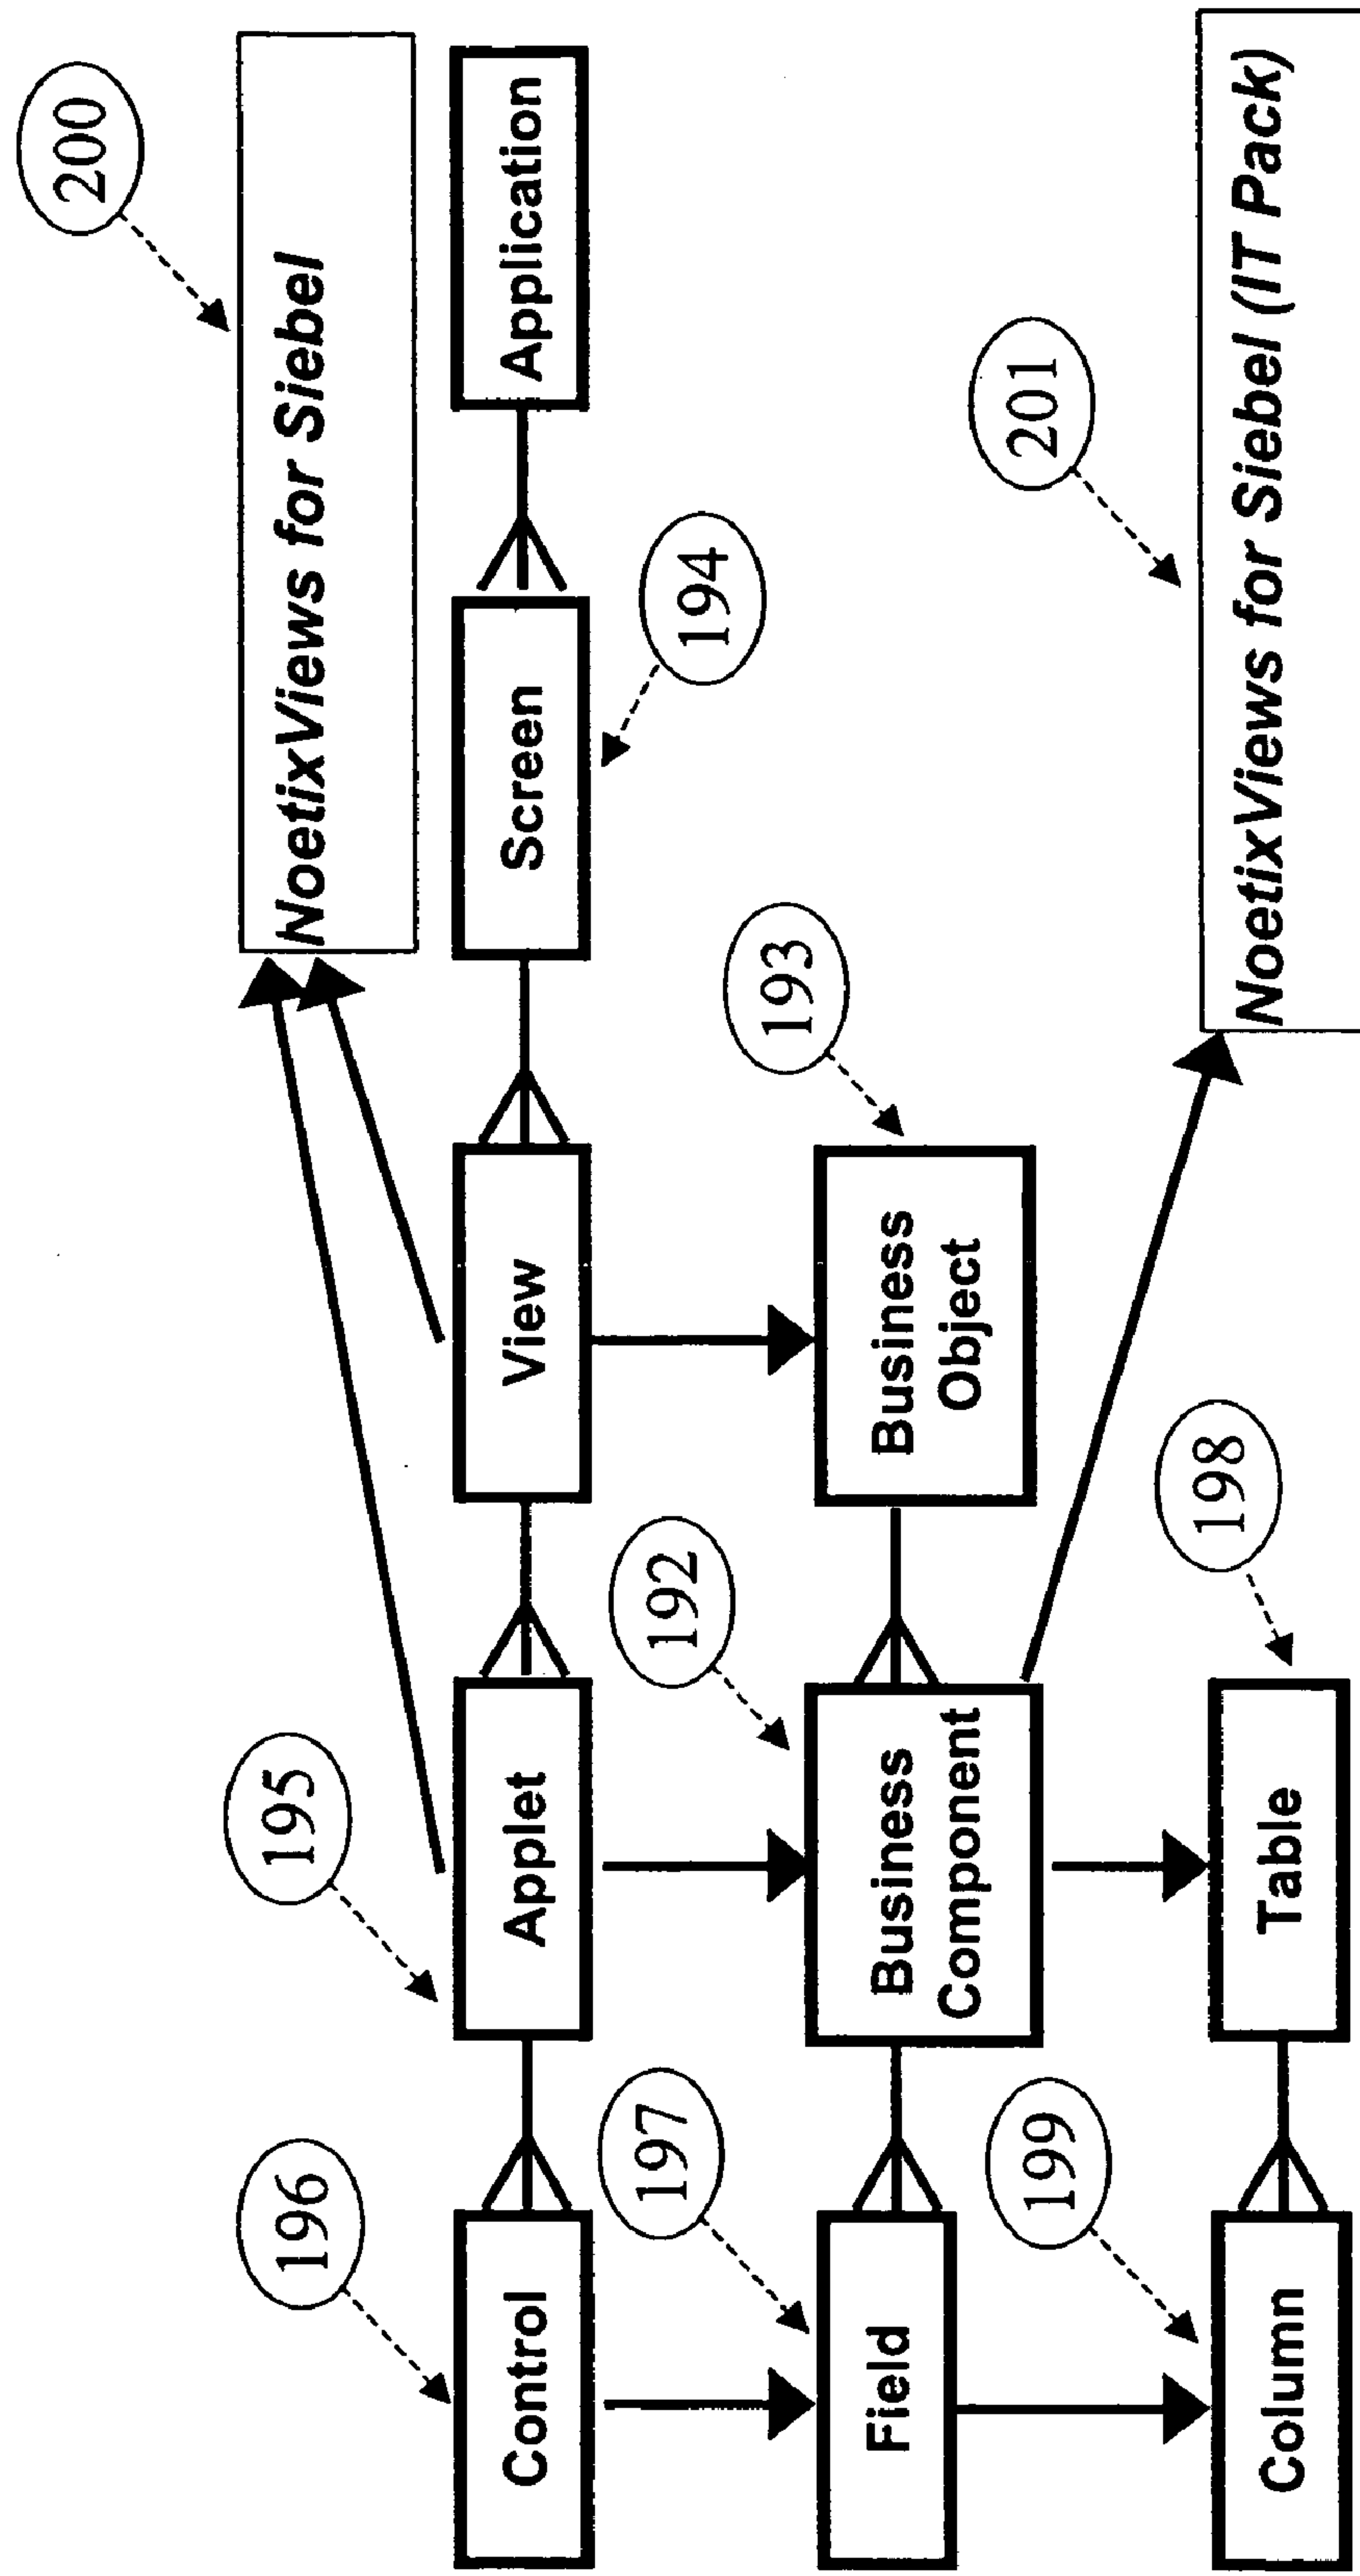 200
NoetixViews for Siebel
196
195
Control
Applet
View
Screen
Application
197
192
194
193
201
Field
Business
Component
Business
Object
199
198
Column
Table
NoetixViews for Siebel (IT Pack)